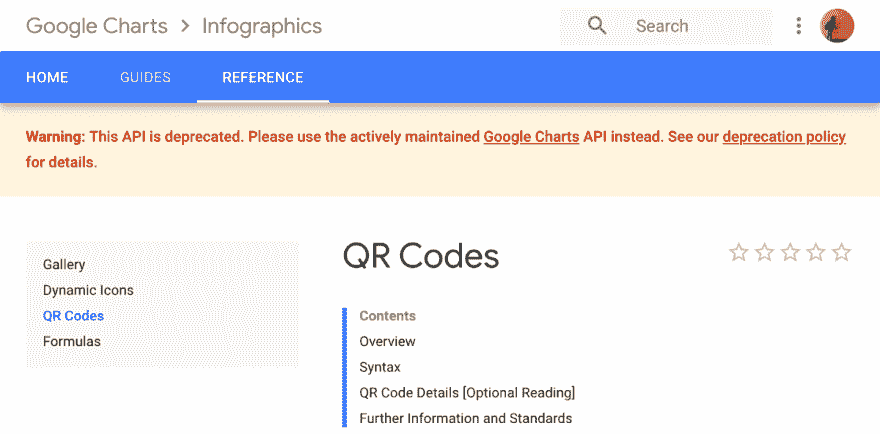 Google Charts > Infographics
Search
HOME
GUIDES
REFERENCE
Warning: This API is deprecated. Please use the actively maintained Google Charts API instead. See our deprecation policy
for details.
Gallery
Dynamic Icons
QR Codes
Formulas
QR Codes
Contents
Overview
Syntax
QR Code Details [Optional Reading]
Further Information and Standards